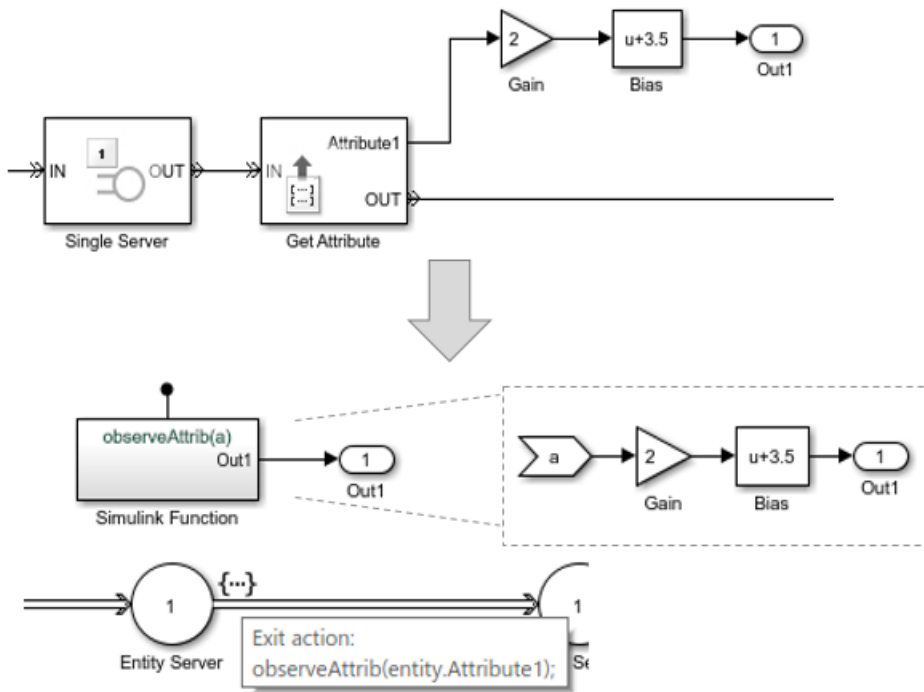 2
u+3.5
1
Gain
Bias
Out1
1
IN
OUT
IN
Attribute1
[...]
[...]
OUT
Single Server
Get Attribute
observeAttrib(a)
Out1
1
Out1
Simulink Function
a
2
u+3.5
1
Gain
Bias
Out1
1
{...}
1
Entity Server
Se
Exit action:
observeAttrib(entity.Attribute1);